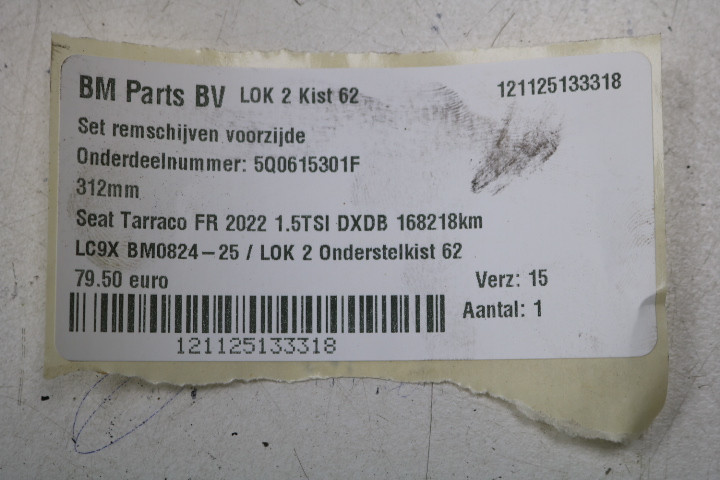 BM Parts BV LOK 2 Kist 62 121125133318
Set remschijven voorzijde
Onderdeelnummer: 5Q0615301F
312mm
Seat Tarraco FR 2022 1.5TSI DXDB 168218km
LC9X BM0824-25 / LOK 2 Onderstelkist 62
79.50 euro Verz: 15
Aantal: 1
121125133318